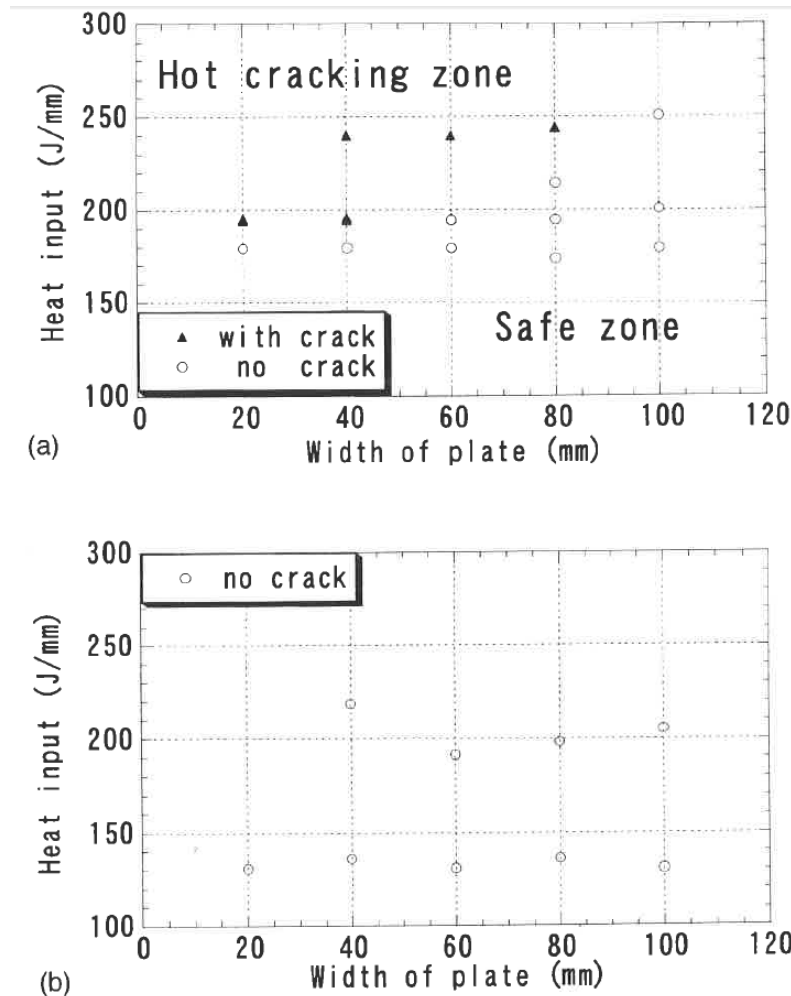 300
Hot cracking zone
250
200
150
100
Heat input (J/mm)
▲ with crack
○ no crack
Safe zone
0 20 40 60 80 100 120
Width of plate (mm)
(a)
300
○ no crack
250
200
150
100
Heat input (J/mm)
0 20 40 60 80 100 120
Width of plate (mm)
(b)